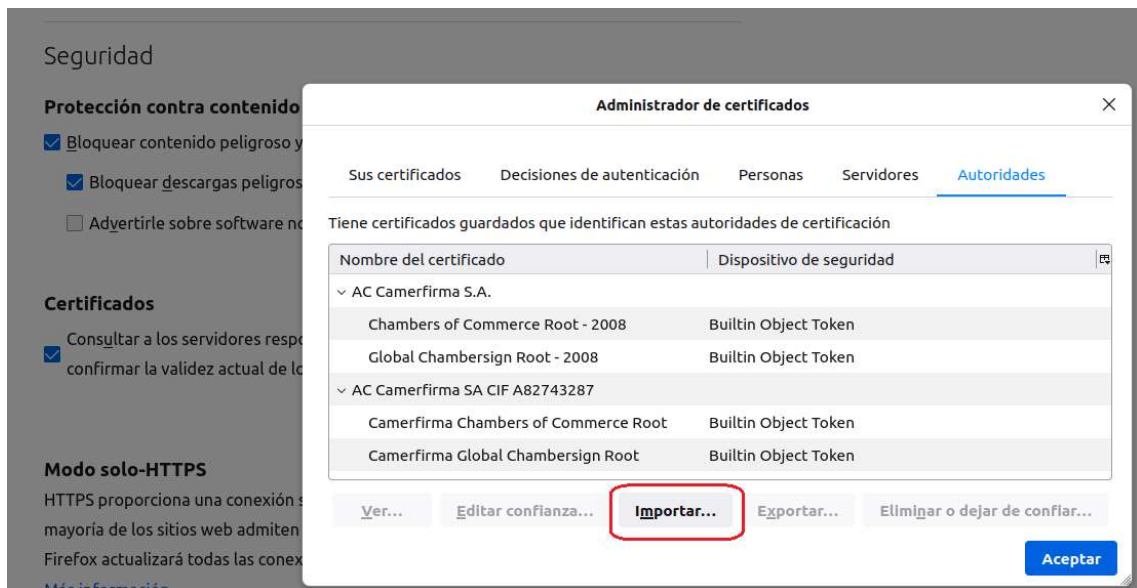 Seguridad
Protección contra contenido
Bloquear contenido peligroso y
Bloquear descargas peligros
Advertirle sobre software no
Certificados
Consultar a los servidores respo
confirmar la validez actual de lo
Modo solo-HTTPS
HTTPS proporciona una conexión s
mayoría de los sitios web admiten
Firefox actualizará todas las conex
Más información
Administrador de certificados
Sus certificados Decisiones de autenticación Personas Servidores Autoridades
Tiene certificados guardados que identifican estas autoridades de certificación
Nombre del certificado Dispositivo de seguridad
AC Camerfirma S.A.
Chambers of Commerce Root - 2008 Builtin Object Token
Global Chambersign Root - 2008 Builtin Object Token
AC Camerfirma SA CIF A82743287
Camerfirma Chambers of Commerce Root Builtin Object Token
Camerfirma Global Chambersign Root Builtin Object Token
Ver... Editar confianza... Importar... Exportar... Eliminar o dejar de confiar...
Aceptar